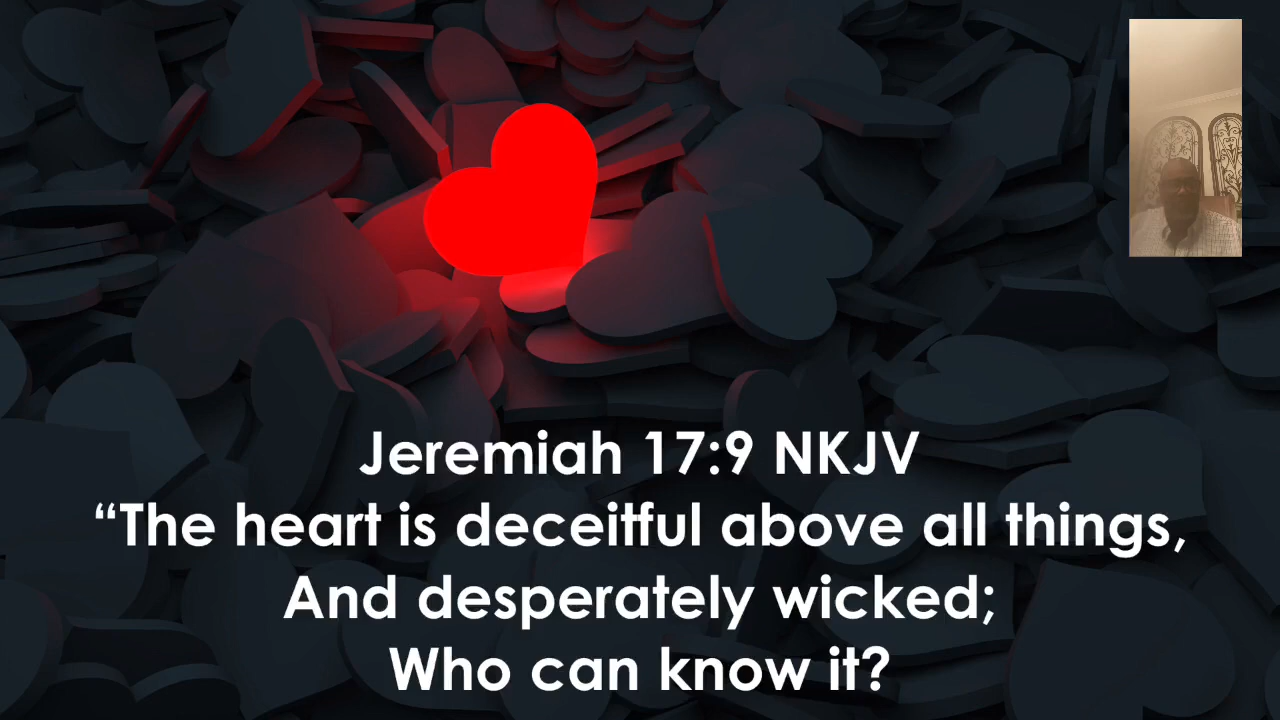 Jeremiah 17:9 NKJV
“The heart is deceitful above all things,
And desperately wicked;
Who can know it?